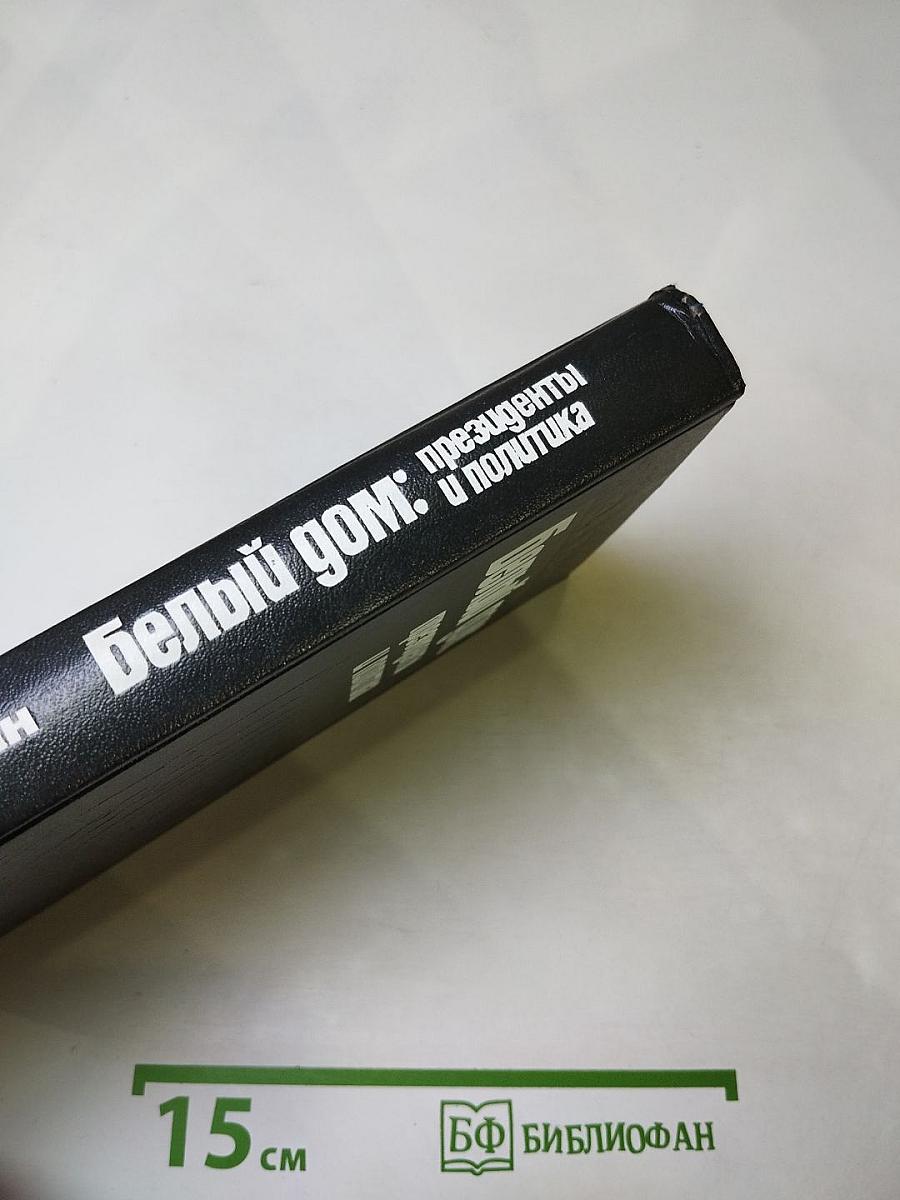 Белый дом:
президенты
и политика
15 см
БФ БИБЛИОФАН